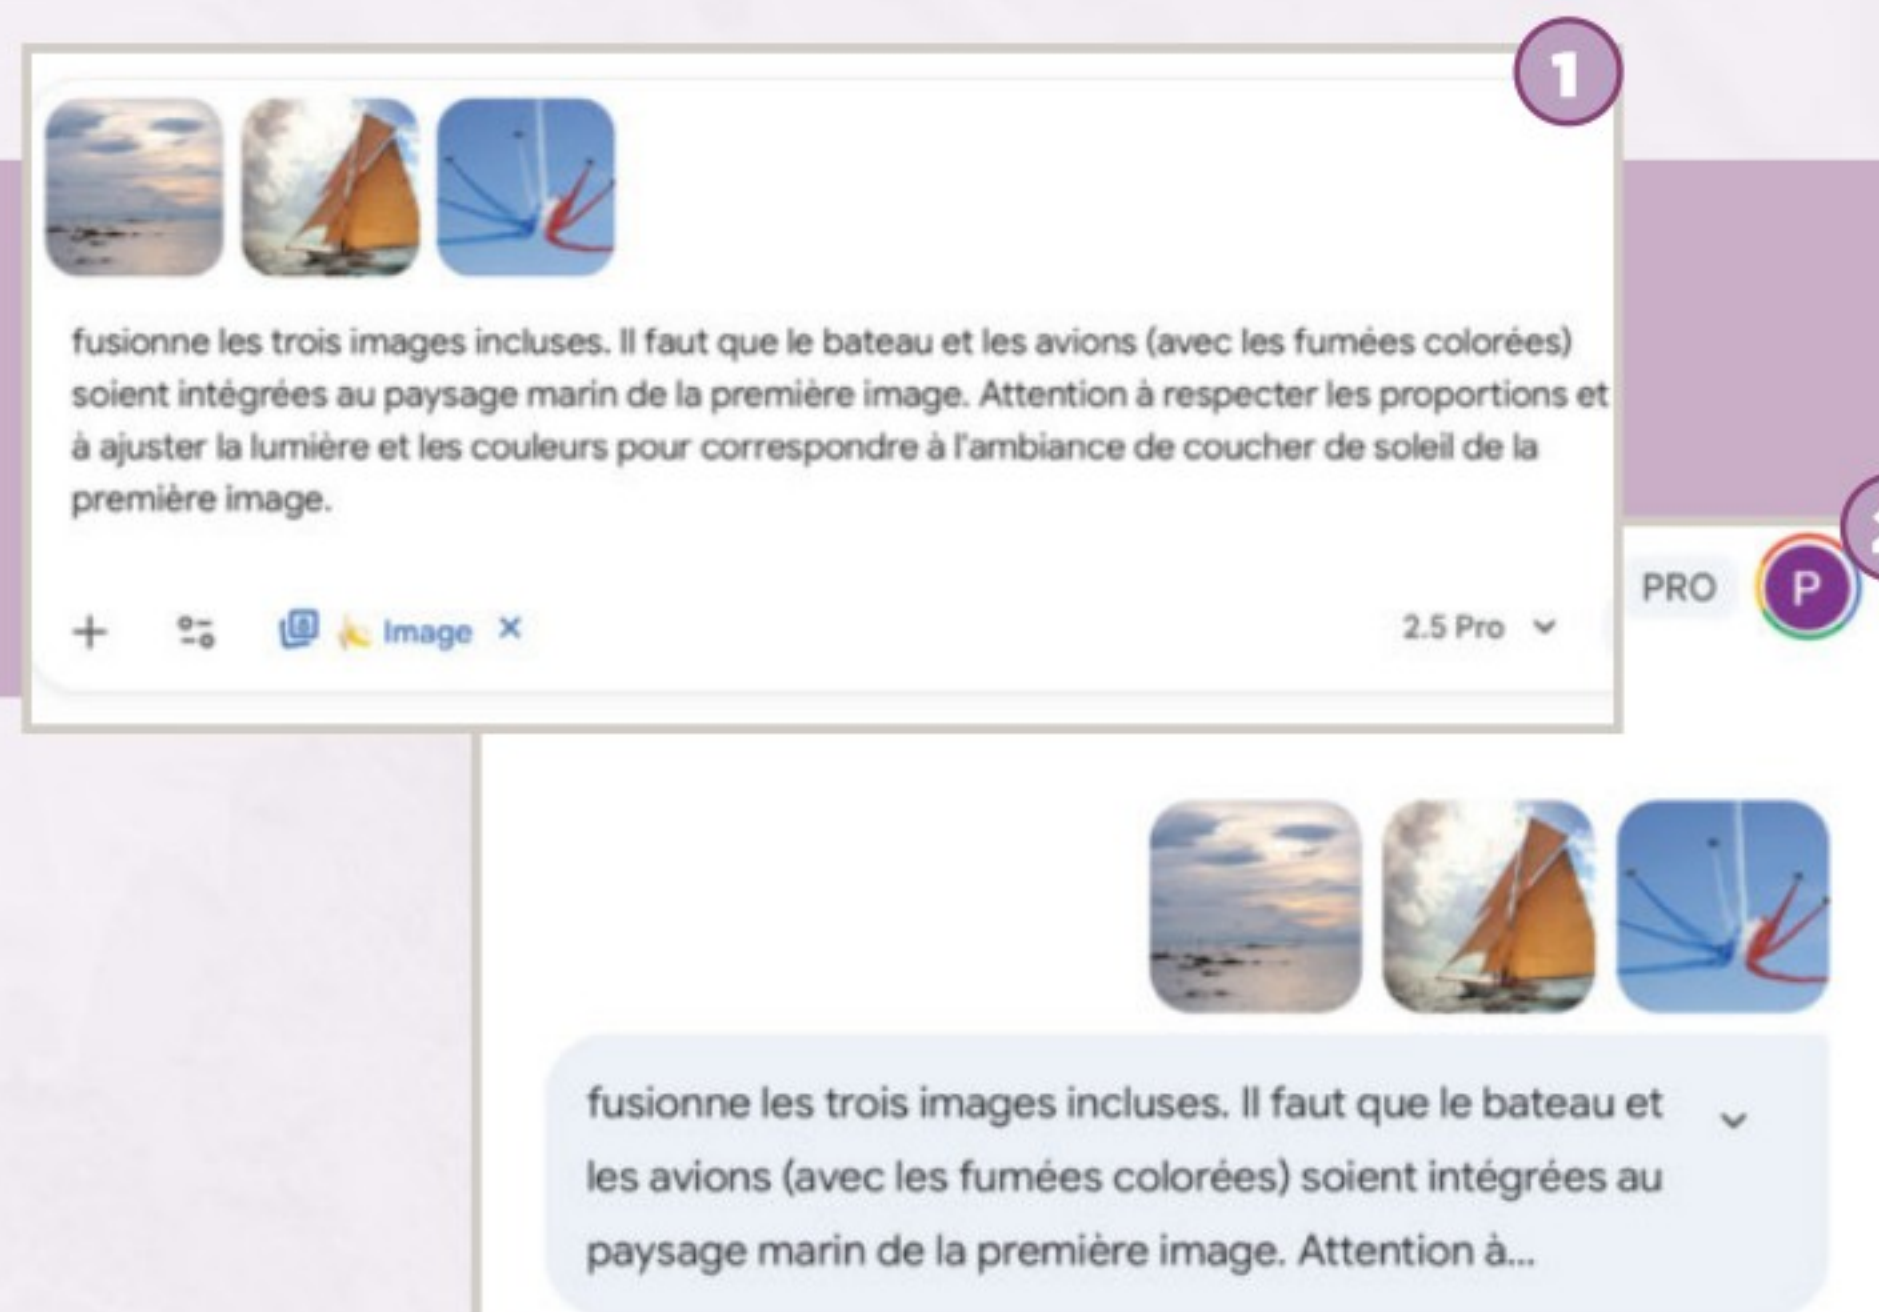 1
fusionne les trois images incluses. Il faut que le bateau et les avions (avec les fumées colorées)
soient intégrées au paysage marin de la première image. Attention à respecter les proportions et
à ajuster la lumière et les couleurs pour correspondre à l'ambiance de coucher de soleil de la
première image.
Image
2.5 Pro
PRO
P
fusionne les trois images incluses. Il faut que le bateau et
les avions (avec les fumées colorées) soient intégrées au
paysage marin de la première image. Attention à...